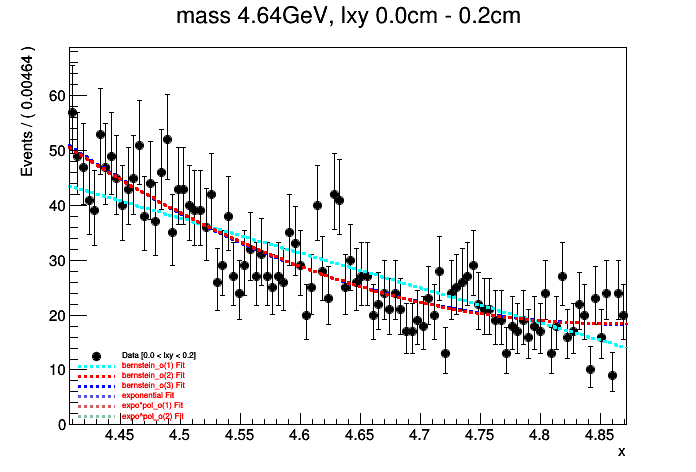 mass 4.64GeV, lxy 0.0cm - 0.2cm
Events / ( 0.00464 )
60
50
40
30
20
10
0
Data [0.0 < lxy < 0.2]
bernstein_o(1) Fit
bernstein_o(2) Fit
bernstein_o(3) Fit
exponential Fit
expo*pol_o(1) Fit
expo*pol_o(2) Fit
4.45 4.5 4.55 4.6 4.65 4.7 4.75 4.8 4.85
x